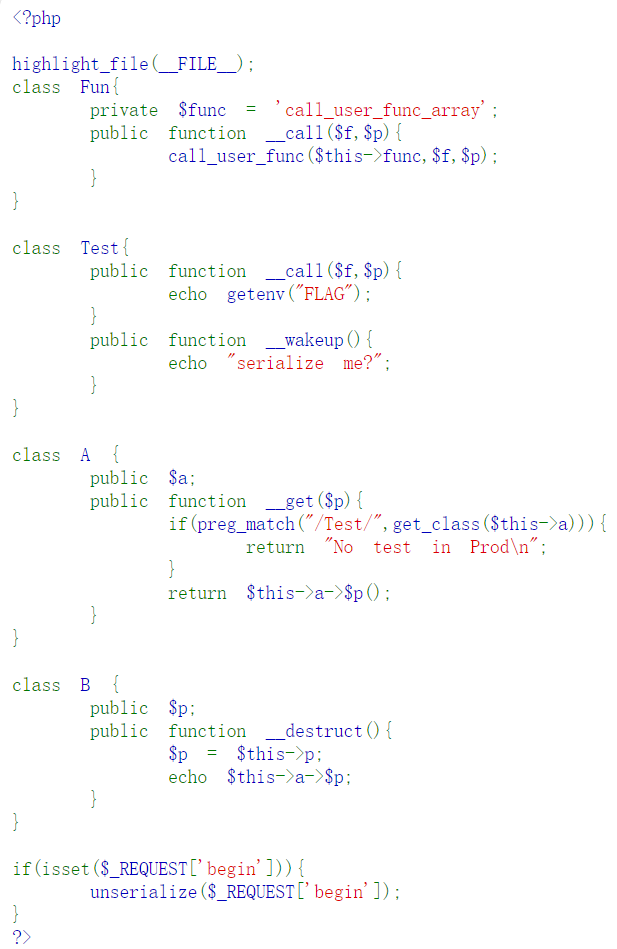 <?php
highlight_file(__FILE__);
class Fun{
private $func = 'call_user_func_array';
public function __call($f,$p){
call_user_func($this->func,$f,$p);
}
}
class Test{
public function __call($f,$p){
echo getenv("FLAG");
}
public function __wakeup(){
echo "serialize me?";
}
}
class A {
public $a;
public function __get($p){
if(preg_match("/Test/",get_class($this->a))){
return "No test in Prod\n";
}
return $this->a->$p();
}
}
class B {
public $p;
public function __destruct(){
$p = $this->p;
echo $this->a->$p;
}
}
if(isset($_REQUEST['begin'])){
unserialize($_REQUEST['begin']);
}
?>